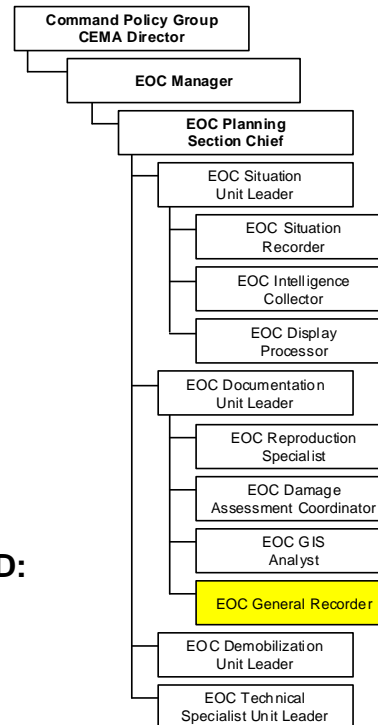 Command Policy Group
CEMA Director
EOC Manager
EOC Planning
Section Chief
EOC Situation
Unit Leader
EOC Situation
Recorder
EOC Intelligence
Collector
EOC Display
Processor
EOC Documentation
Unit Leader
EOC Reproduction
Specialist
EOC Damage
Assessment Coordinator
EOC GIS
Analyst
D:
EOC General Recorder
EOC Demobilization
Unit Leader
EOC Technical
Specialist Unit Leader